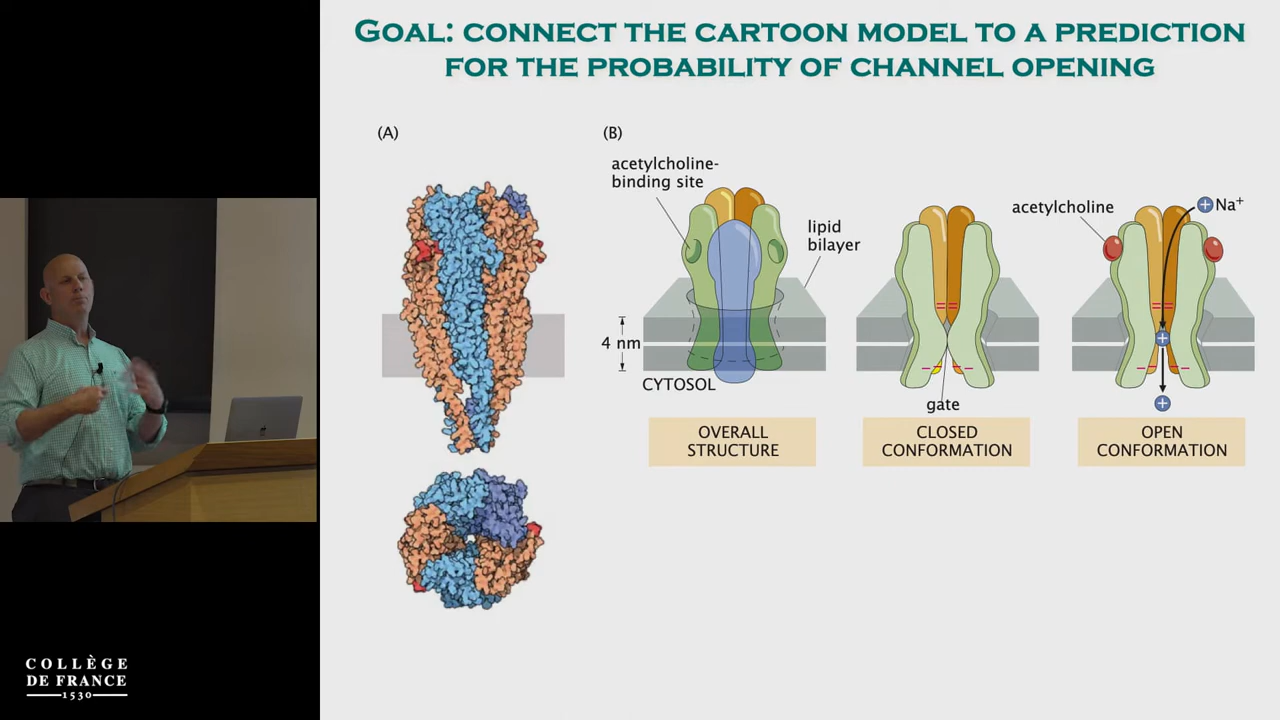 GOAL: CONNECT THE CARTOON MODEL TO A PREDICTION
FOR THE PROBABILITY OF CHANNEL OPENING
(A)
(B)
acetylcholine-
binding site
lipid
bilayer
acetylcholine
+ Na+
+
4 nm
CYTOSOL
+
gate
OVERALL
STRUCTURE
CLOSED
CONFORMATION
OPEN
CONFORMATION
COLLÈGE
DE FRANCE
1530